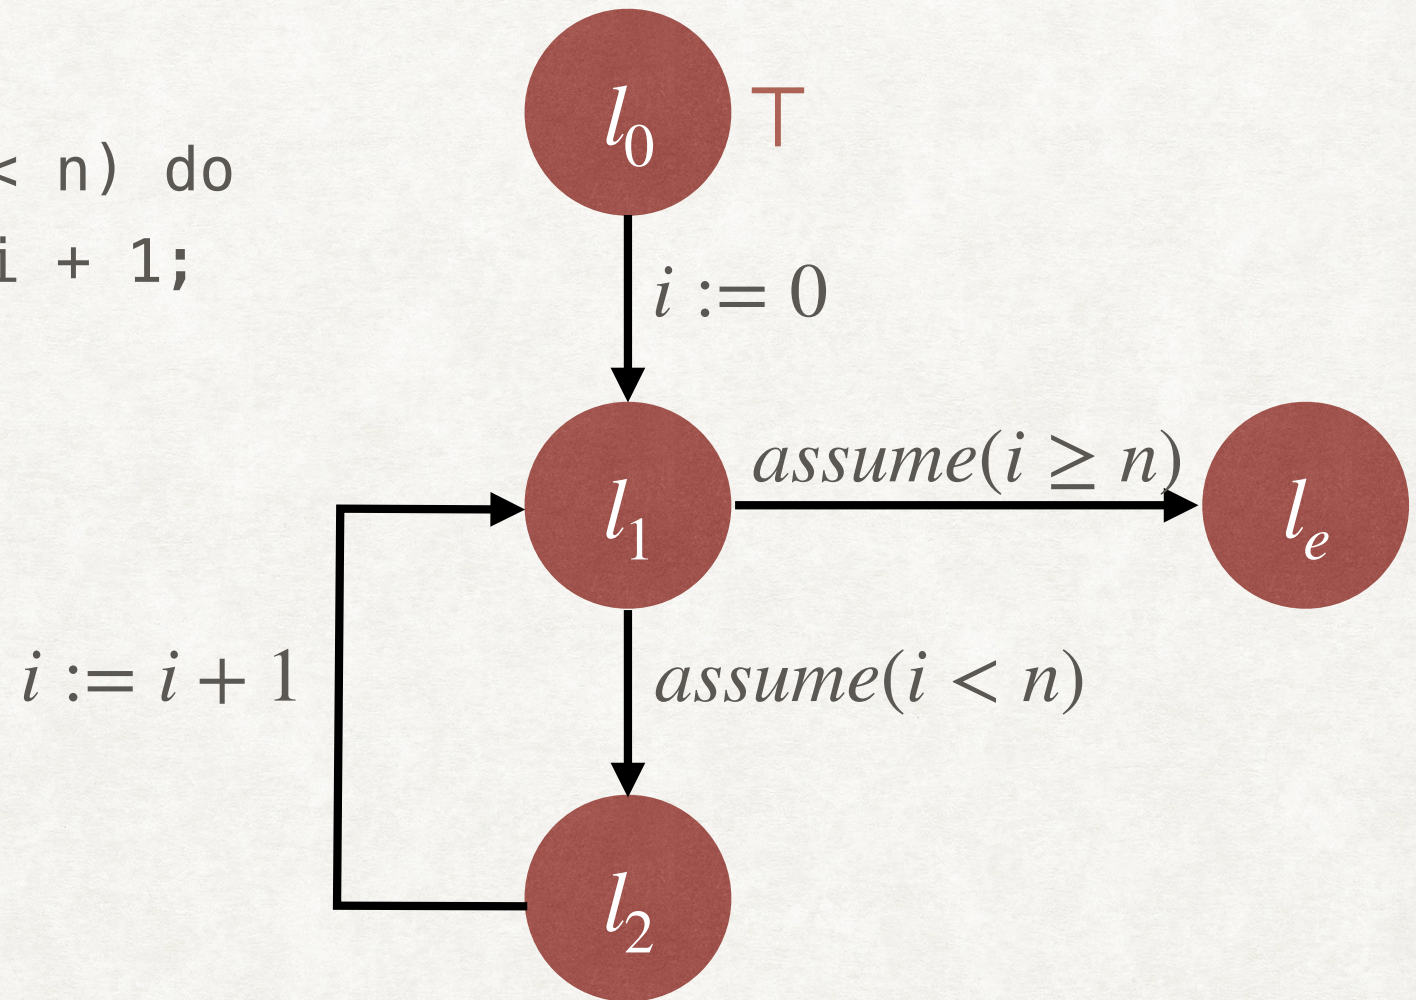 l₀ ⊤
< n) do
i + 1;
i := 0
assume(i ≥ n)
l₁
lₑ
i := i + 1
assume(i < n)
l₂